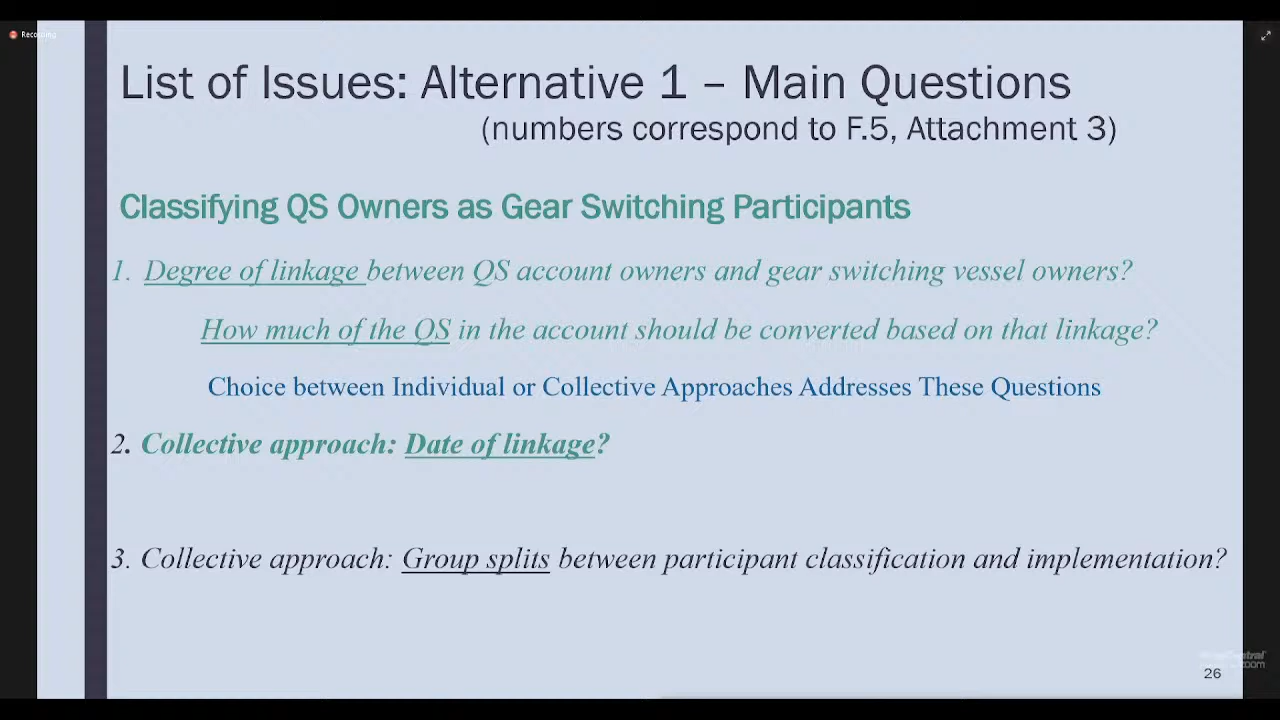 Recording
List of Issues: Alternative 1 – Main Questions
(numbers correspond to F.5, Attachment 3)
Classifying QS Owners as Gear Switching Participants
1. Degree of linkage between QS account owners and gear switching vessel owners?
How much of the QS in the account should be converted based on that linkage?
Choice between Individual or Collective Approaches Addresses These Questions
2. Collective approach: Date of linkage?
3. Collective approach: Group splits between participant classification and implementation?
zoom
26